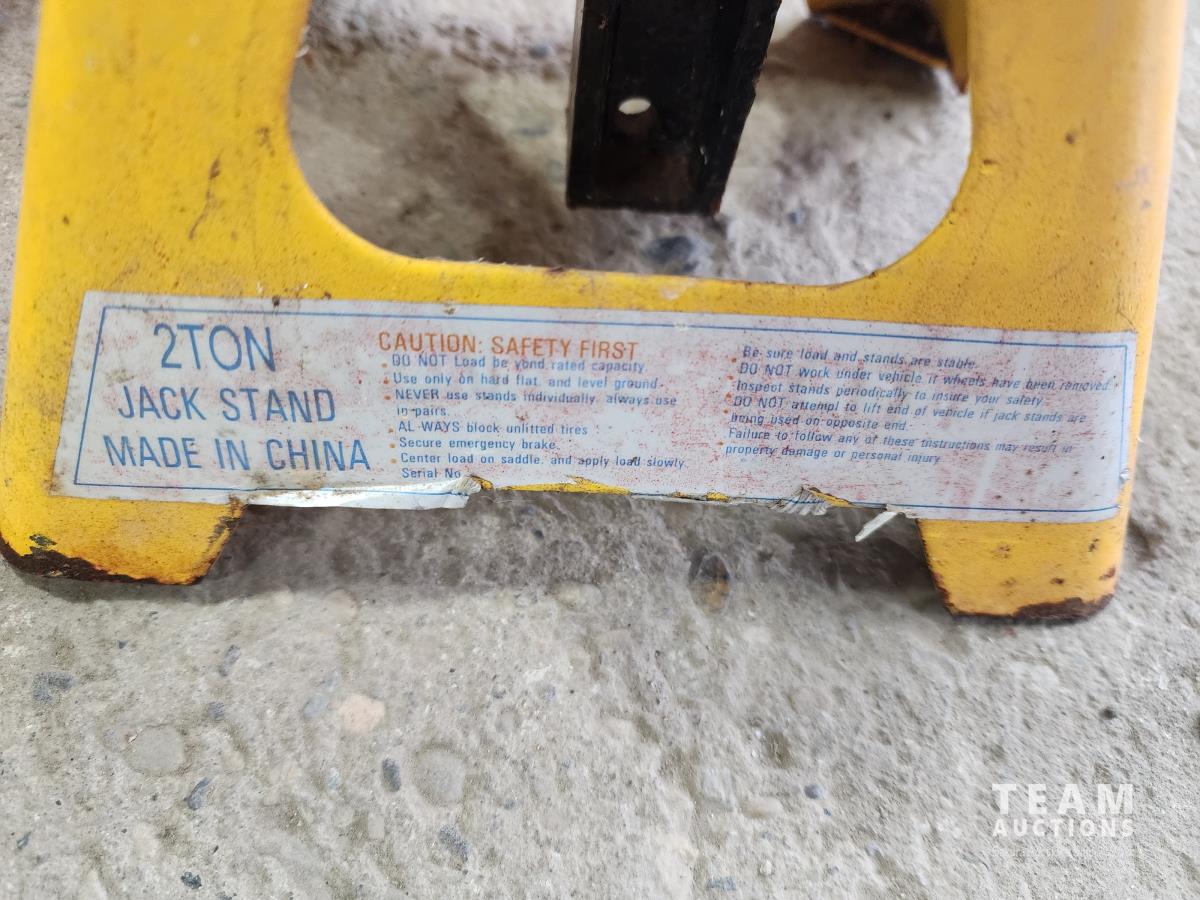 2TON
JACK STAND
MADE IN CHINA
CAUTION: SAFETY FIRST
DO NOT Load be yond rated capacity
Use only on hard flat. and level ground
NEVER use stands individually. always use
in-pairs.
AL-WAYS block unlitted tires
Secure emergency brake
Center load on saddle. and apply load slowly
Serial No
Be sure load and stands are stable.
DO NOT work under vehicle if wheels have been removed
Inspect stands periodically to insure your safety
DO NOT attempl to lift end of vehicle if jack stands are
being used on opposite end.
Failure to follow any of these instructions may result in
property damage or personal injury
TEAM
AUCTIONS